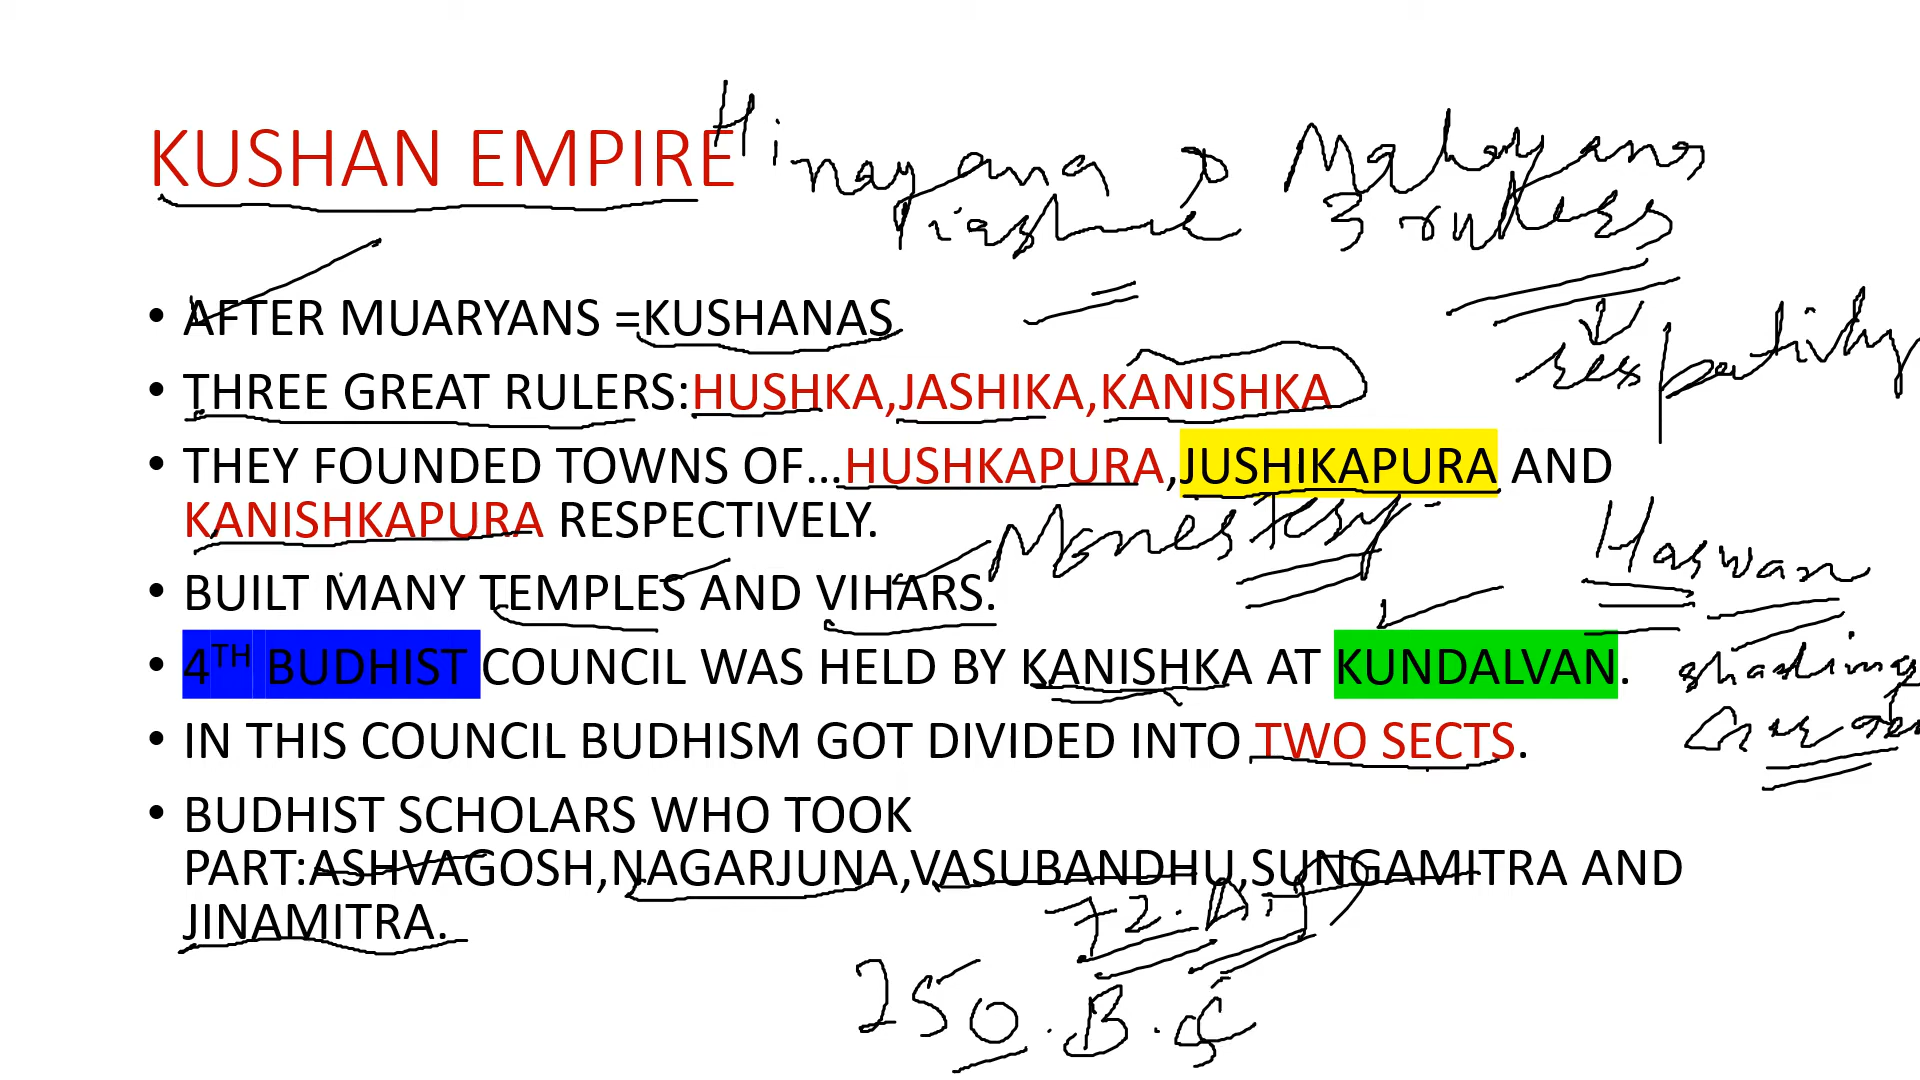 KUSHAN EMPIRE
Hinayana & Mahayana
3 rulers
• AFTER MUARYANS =KUSHANAS
• THREE GREAT RULERS:HUSHKA,JASHIKA,KANISHKA
• THEY FOUNDED TOWNS OF...HUSHKAPURA,JUSHIKAPURA AND
KANISHKAPURA RESPECTIVELY.
Harwan
• BUILT MANY TEMPLES AND VIHARS.
• 4TH BUDHIST COUNCIL WAS HELD BY KANISHKA AT KUNDALVAN.
• IN THIS COUNCIL BUDHISM GOT DIVIDED INTO TWO SECTS.
• BUDHIST SCHOLARS WHO TOOK
PART:ASHVAGOSH,NAGARJUNA,VASUBANDHU,SUNGAMITRA AND
JINAMITRA.
72.A.D
250.B.C